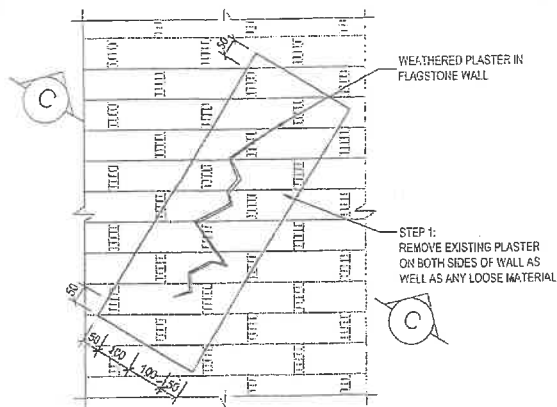 50
WEATHERED PLASTER IN
FLAGSTONE WALL
C
STEP 1:
REMOVE EXISTING PLASTER
ON BOTH SIDES OF WALL AS
WELL AS ANY LOOSE MATERIAL
50
C
50
100
100
50